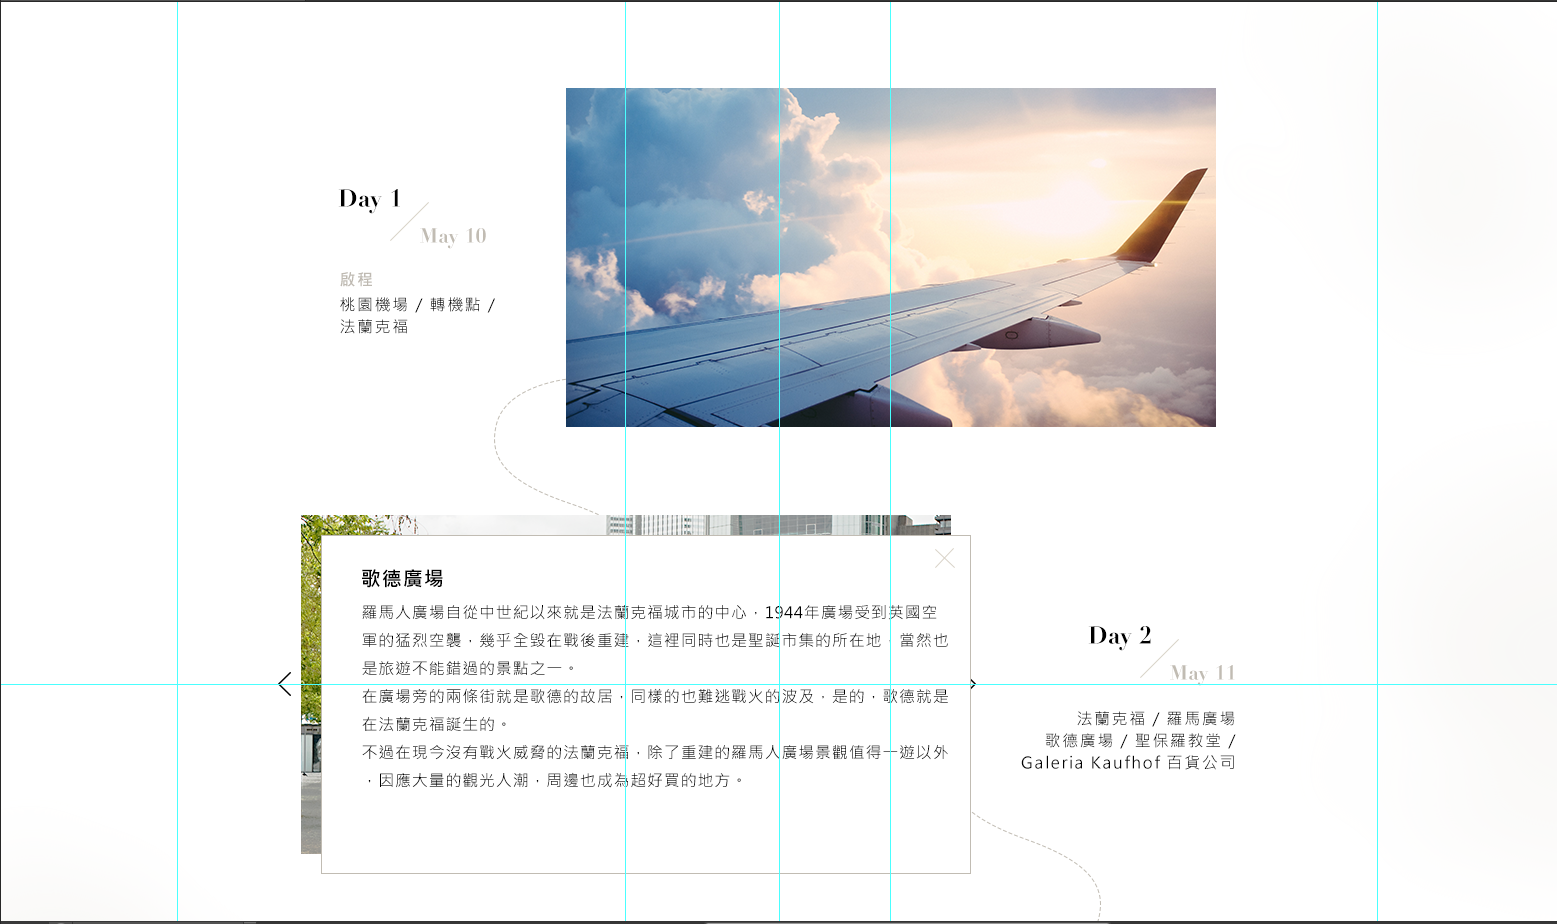 Day 1
May 10
啟程
桃園機場 / 轉機點 /
法蘭克福
歌德廣場
羅馬人廣場自從中世紀以來就是法蘭克福城市的中心，1944年廣場受到英國空
軍的猛烈空襲，幾乎全毀在戰後重建，這裡同時也是聖誕市集的所在地，當然也
是旅遊不能錯過的景點之一。
在廣場旁的兩條街就是歌德的故居，同樣的也難逃戰火的波及，是的，歌德就是
在法蘭克福誕生的。
不過在現今沒有戰火威脅的法蘭克福，除了重建的羅馬人廣場景觀值得一遊以外
，因應大量的觀光人潮，周邊也成為超好買的地方。
Day 2
May 11
法蘭克福 / 羅馬廣場
歌德廣場 / 聖保羅教堂 /
Galeria Kaufhof 百貨公司